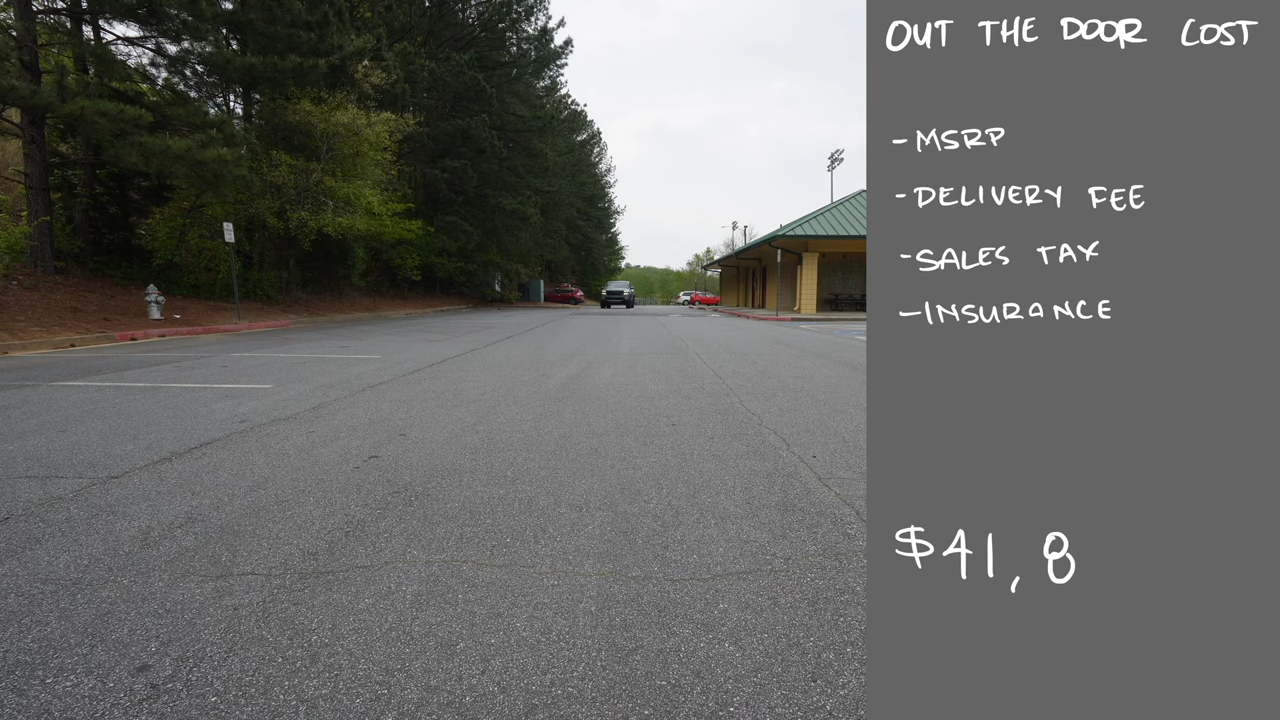 OUT THE DOOR COST
-MSRP
-DELIVERY FEE
-SALES TAX
-INSURANCE
$41,8